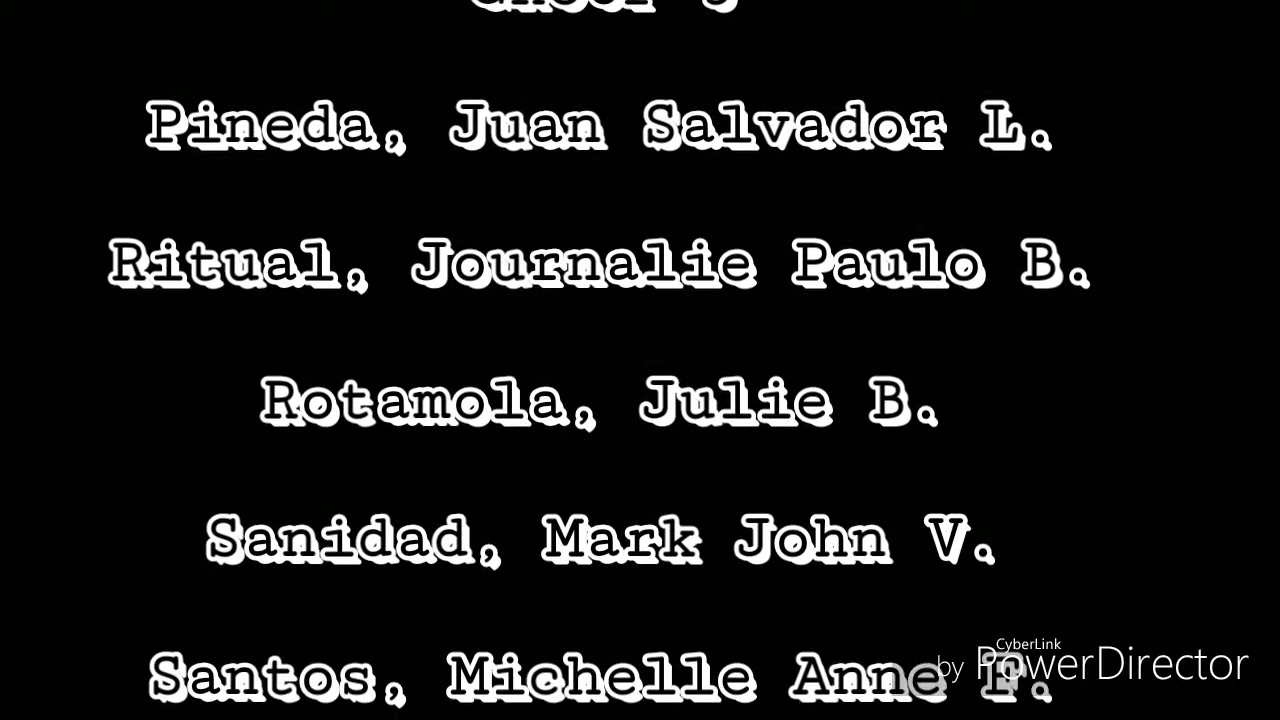 Pineda, Juan Salvador L.
Ritual, Journalie Paulo B.
Rotamola, Julie B.
Sanidad, Mark John V.
Santos, Michelle Anne F.
CyberLink
by PowerDirector